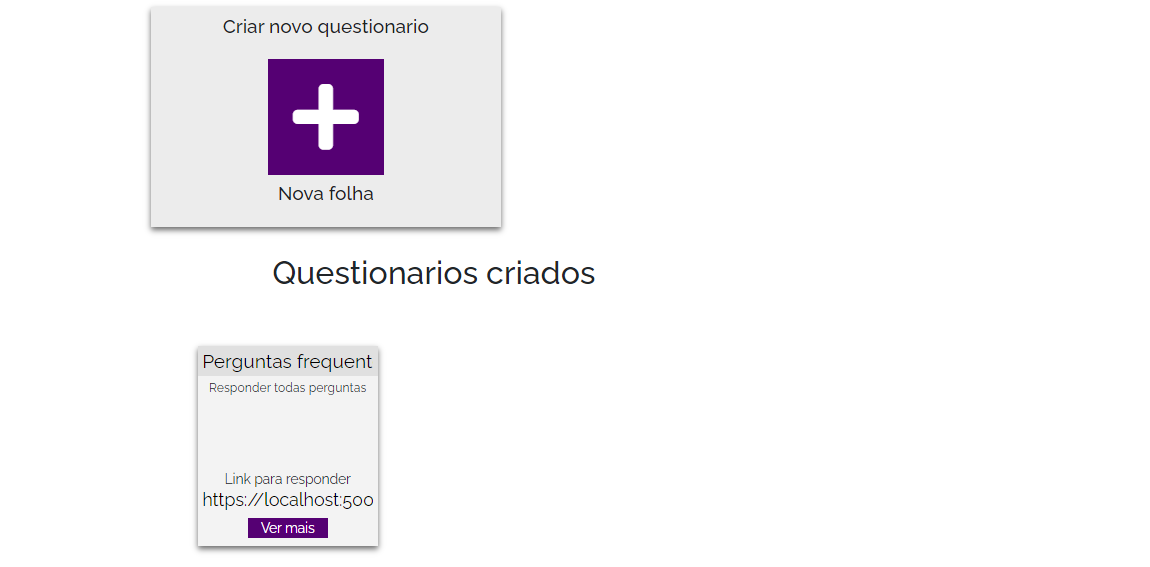 Criar novo questionario
Nova folha
Questionarios criados
Perguntas frequent
Responder todas perguntas
Link para responder
https://localhost:500
Ver mais